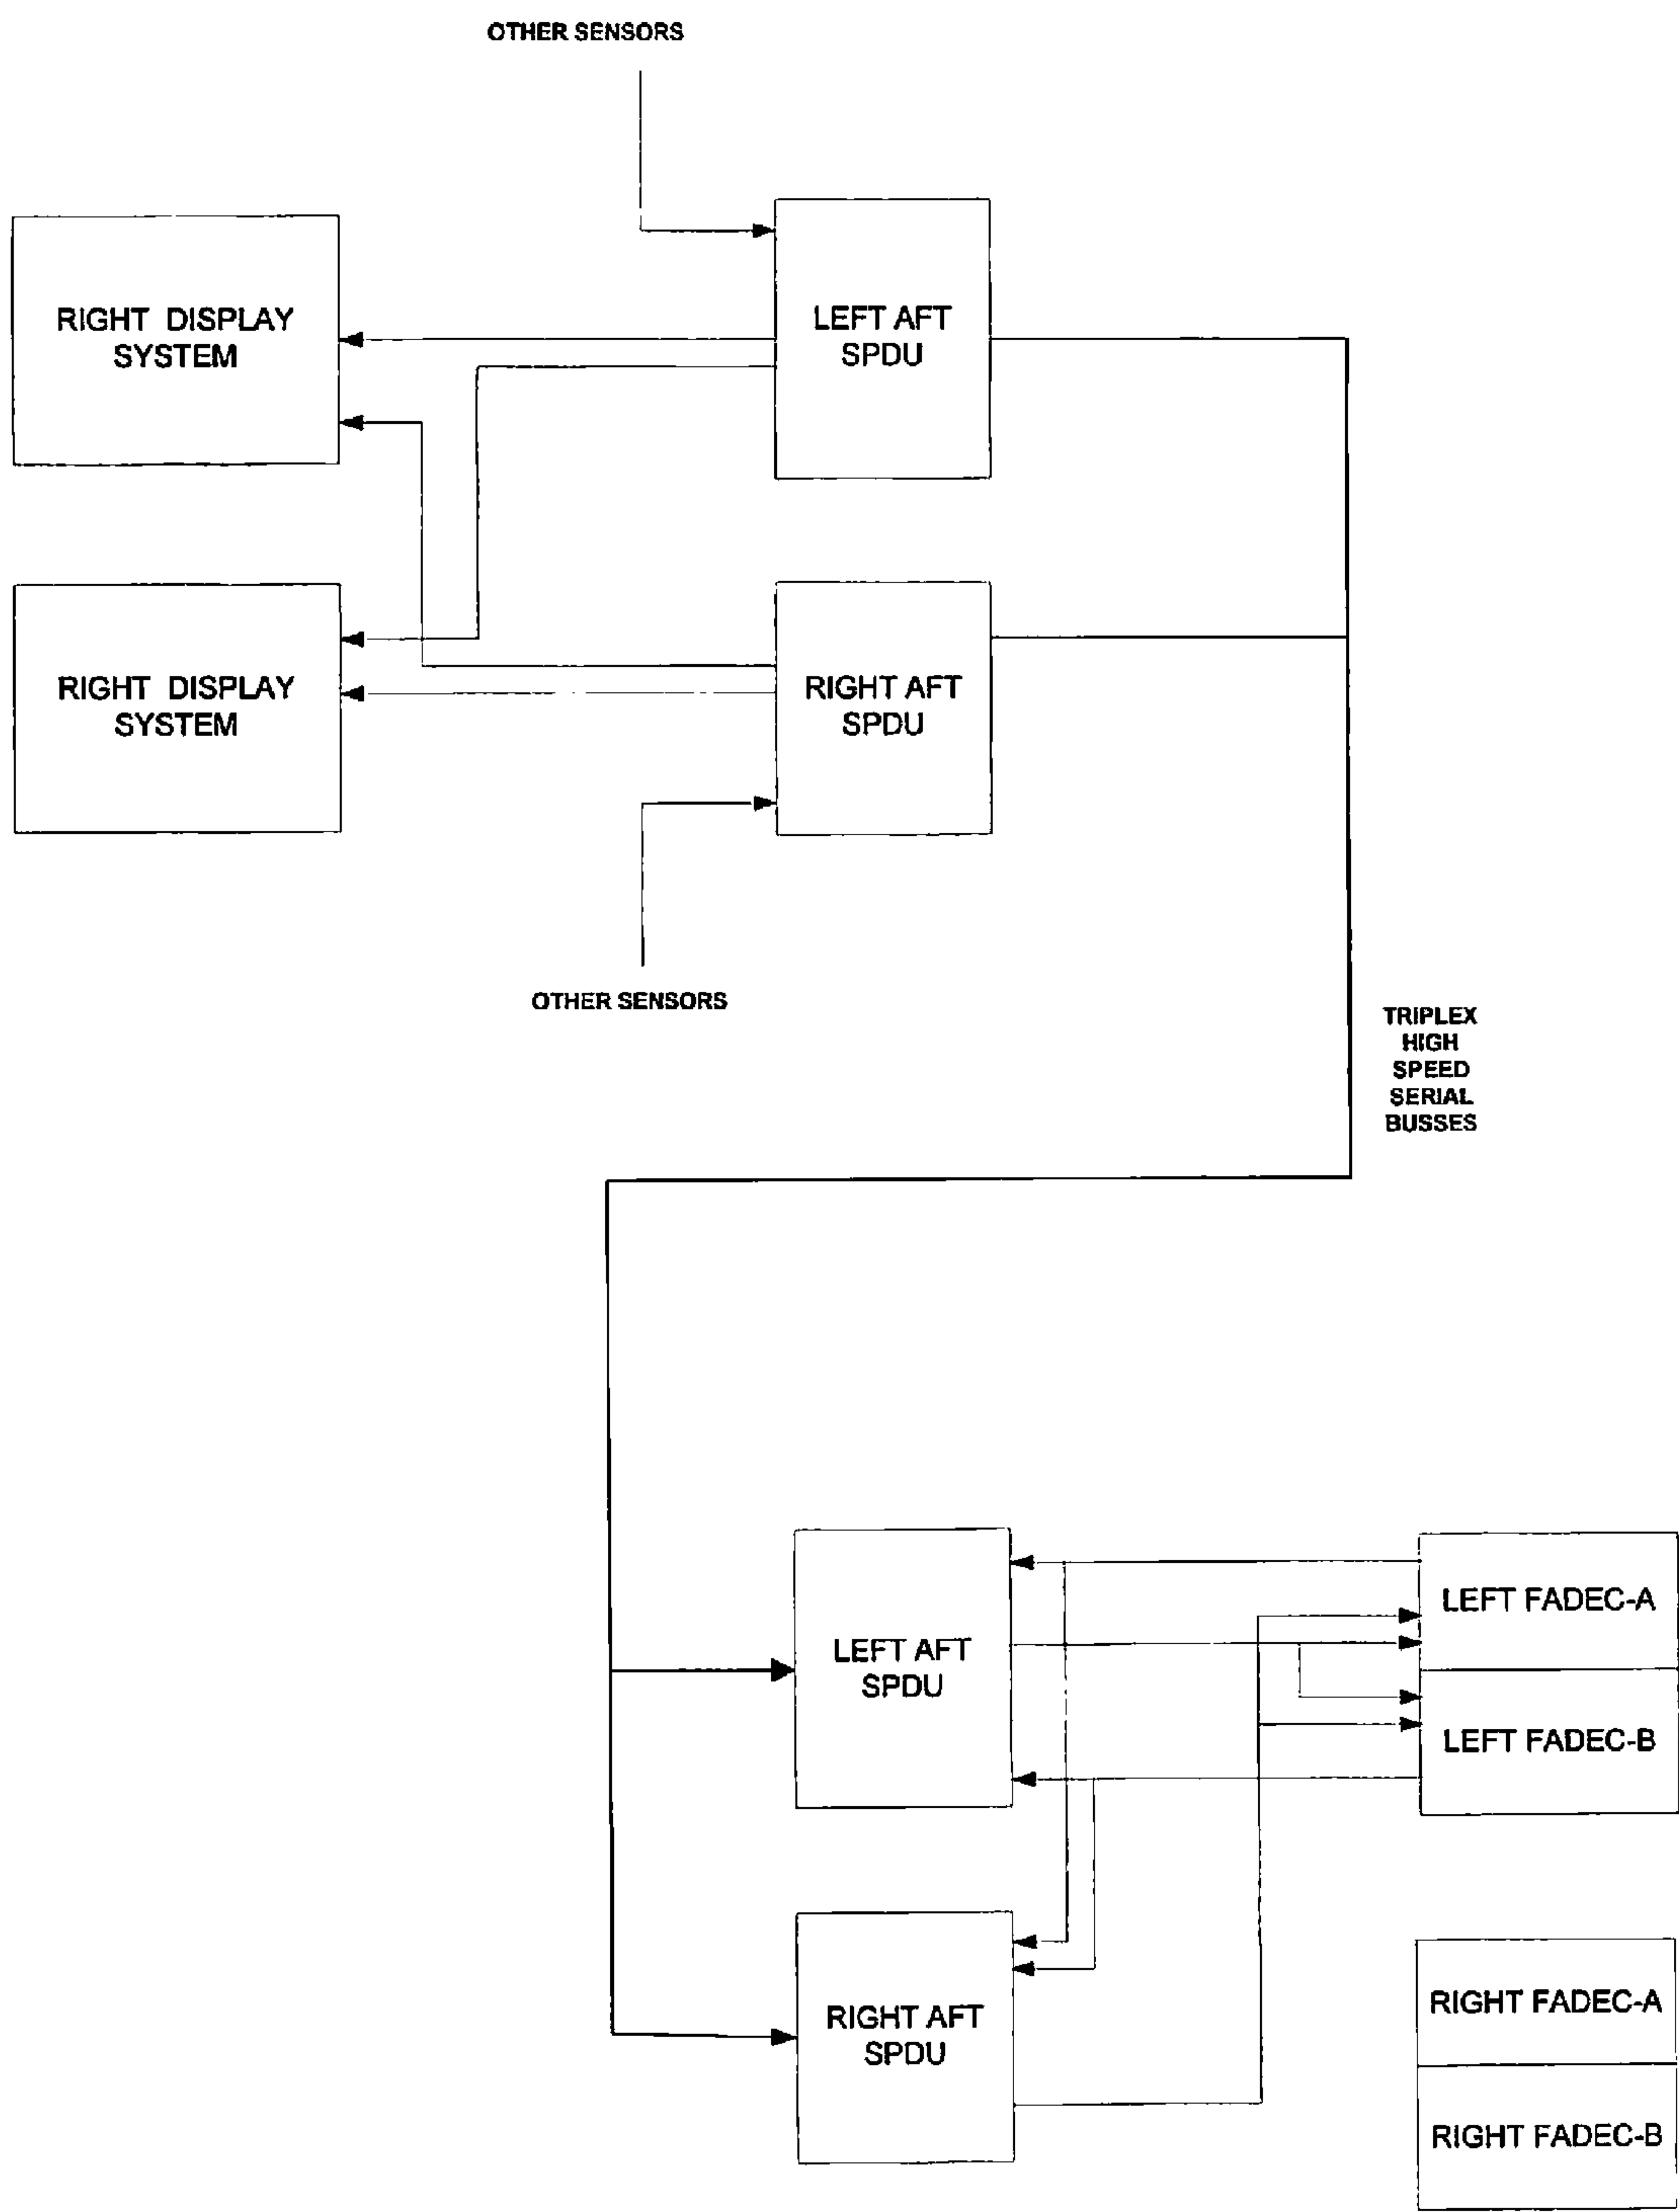 OTHER SENSORS
RIGHT DISPLAY
SYSTEM
LEFT AFT
SPDU
RIGHT DISPLAY
SYSTEM
RIGHT AFT
SPDU
OTHER SENSORS
TRIPLEX
HIGH
SPEED
SERIAL
BUSSES
LEFT AFT
SPDU
LEFT FADEC-A
LEFT FADEC-B
RIGHT AFT
SPDU
RIGHT FADEC-A
RIGHT FADEC-B